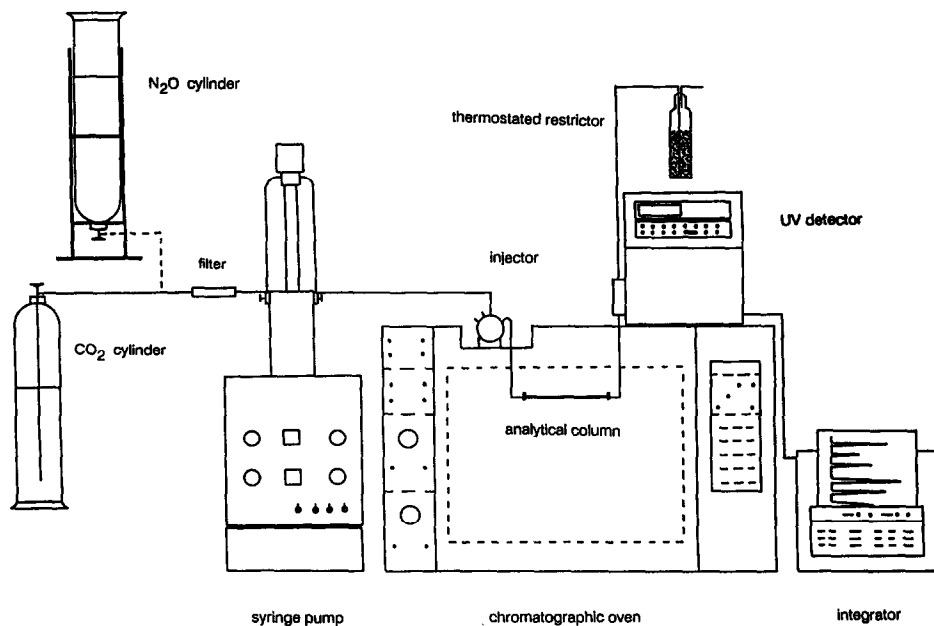 N₂O cylinder
thermostated restrictor
UV detector
filter
injector
CO₂ cylinder
analytical column
syringe pump
chromatographic oven
integrator